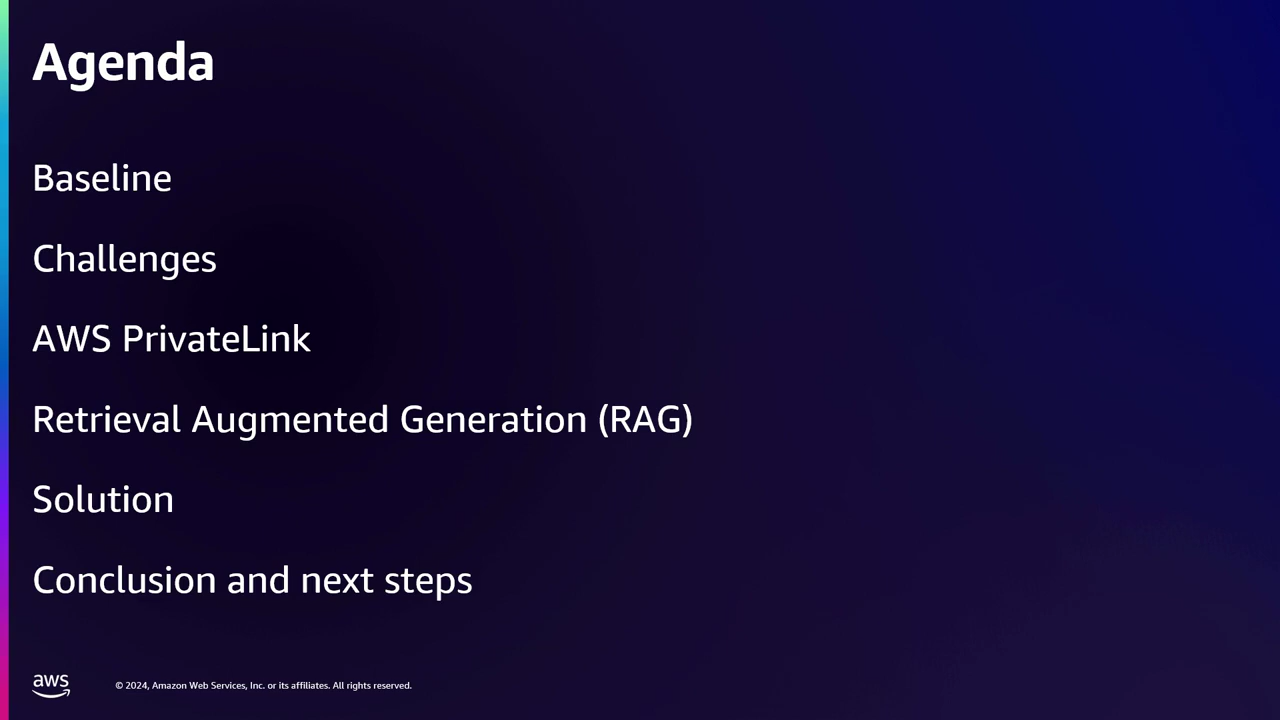 Agenda
Baseline
Challenges
AWS PrivateLink
Retrieval Augmented Generation (RAG)
Solution
Conclusion and next steps
aws
© 2024, Amazon Web Services, Inc. or its affiliates. All rights reserved.